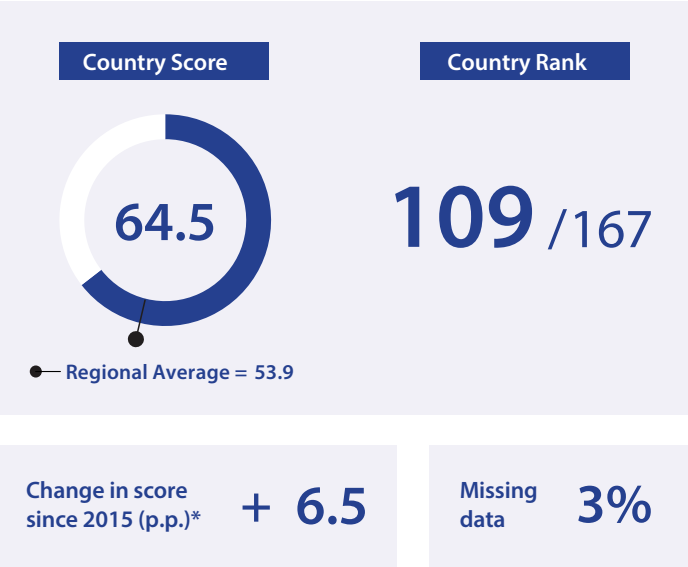 Country Score
Country Rank
64.5
109 /167
Regional Average = 53.9
Change in score
since 2015 (p.p.)*
+ 6.5
Missing
data
3%